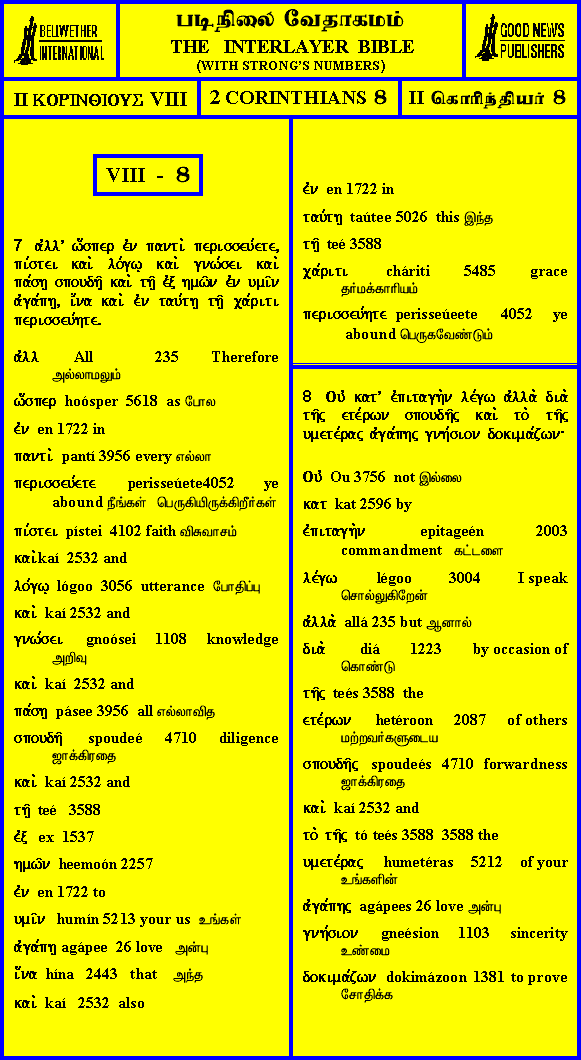 BELLWETHER
INTERNATIONAL
படிநிலை வேதாகமம்
THE INTERLAYER BIBLE
(WITH STRONG'S NUMBERS)
GOOD NEWS
PUBLISHERS
II ΚΟΡΙΝΘΙΟΥΣ VIII
2 CORINTHIANS 8
II கொரிந்தியர் 8
VIII - 8
7 ἀλλ’ ὥσπερ ἐν παντὶ περισσεύετε,
πίστει καὶ λόγῳ καὶ γνώσει καὶ
πάσῃ σπουδῇ καὶ τῇ ἐξ ημῶν ἐν υμῖν
ἀγάπῃ, ἵνα καὶ ἐν ταύτῃ τῇ χάριτι
περισσεύητε.
ἀλλ All 235 Therefore
அல்லாமலும்
ὥσπερ hoósper 5618 as போல
ἐν en 1722 in
παντὶ pantí 3956 every எல்லா
περισσεύετε perisseúete4052 ye
abound நீங்கள் பெருகியிருக்கிறீர்கள்
πίστει pístei 4102 faith விசுவாசம்
καὶkaí 2532 and
λόγῳ lógoo 3056 utterance போதிப்பு
καὶ kaí 2532 and
γνώσει gnoósei 1108 knowledge
அறிவு
καὶ kaí 2532 and
πάσῃ pásee 3956 all எல்லாவித
σπουδῇ spoudeé 4710 diligence
ஜாக்கிரதை
καὶ kaí 2532 and
τῇ teé 3588
ἐξ ex 1537
ημῶν heemoón 2257
ἐν en 1722 to
υμῖν humín 5213 your us உங்கள்
ἀγάπῃ agápee 26 love அன்பு
ἵνα hína 2443 that அந்த
καὶ kaí 2532 also
ἐν en 1722 in
ταύτῃ taútee 5026 this இந்த
τῇ teé 3588
χάριτι cháriti 5485 grace
தர்மக்காரியம்
περισσεύητε perisseúeete 4052 ye
abound பெருகவேண்டும்
8 Οὐ κατ’ ἐπιταγὴν λέγω ἀλλὰ διὰ
τῆς ετέρων σπουδῆς καὶ τὸ τῆς
υμετέρας ἀγάπης γνήσιον δοκιμάζων·
Οὐ Ou 3756 not இல்லை
κατ kat 2596 by
ἐπιταγὴν epitageén 2003
commandment கட்டளை
λέγω légoo 3004 I speak
சொல்லுகிறேன்
ἀλλὰ allá 235 but ஆனால்
διὰ diá 1223 by occasion of
கொண்டு
τῆς teés 3588 the
ετέρων hetéroon 2087 of others
மற்றவர்களுடைய
σπουδῆς spoudeés 4710 forwardness
ஜாக்கிரதை
καὶ kaí 2532 and
τὸ τῆς tó teés 3588 3588 the
υμετέρας humetéras 5212 of your
உங்களின்
ἀγάπης agápees 26 love அன்பு
γνήσιον gneésion 1103 sincerity
உண்மை
δοκιμάζων dokimázoon 1381 to prove
சோதிக்க